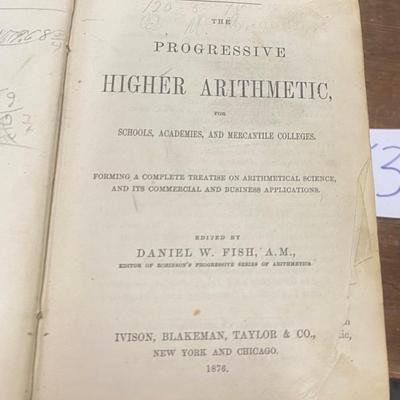 THE
PROGRESSIVE
HIGHER ARITHMETIC,
FOR
SCHOOLS, ACADEMIES, AND MERCANTILE COLLEGES.
FORMING A COMPLETE TREATISE ON ARITHMETICAL SCIENCE,
AND ITS COMMERCIAL AND BUSINESS APPLICATIONS.
EDITED BY
DANIEL W. FISH, A.M.,
EDITOR OF ROBINSON'S PROGRESSIVE SERIES OF ARITHMETICS.
IVISON, BLAKEMAN, TAYLOR & CO.,
NEW YORK AND CHICAGO.
1876.
3